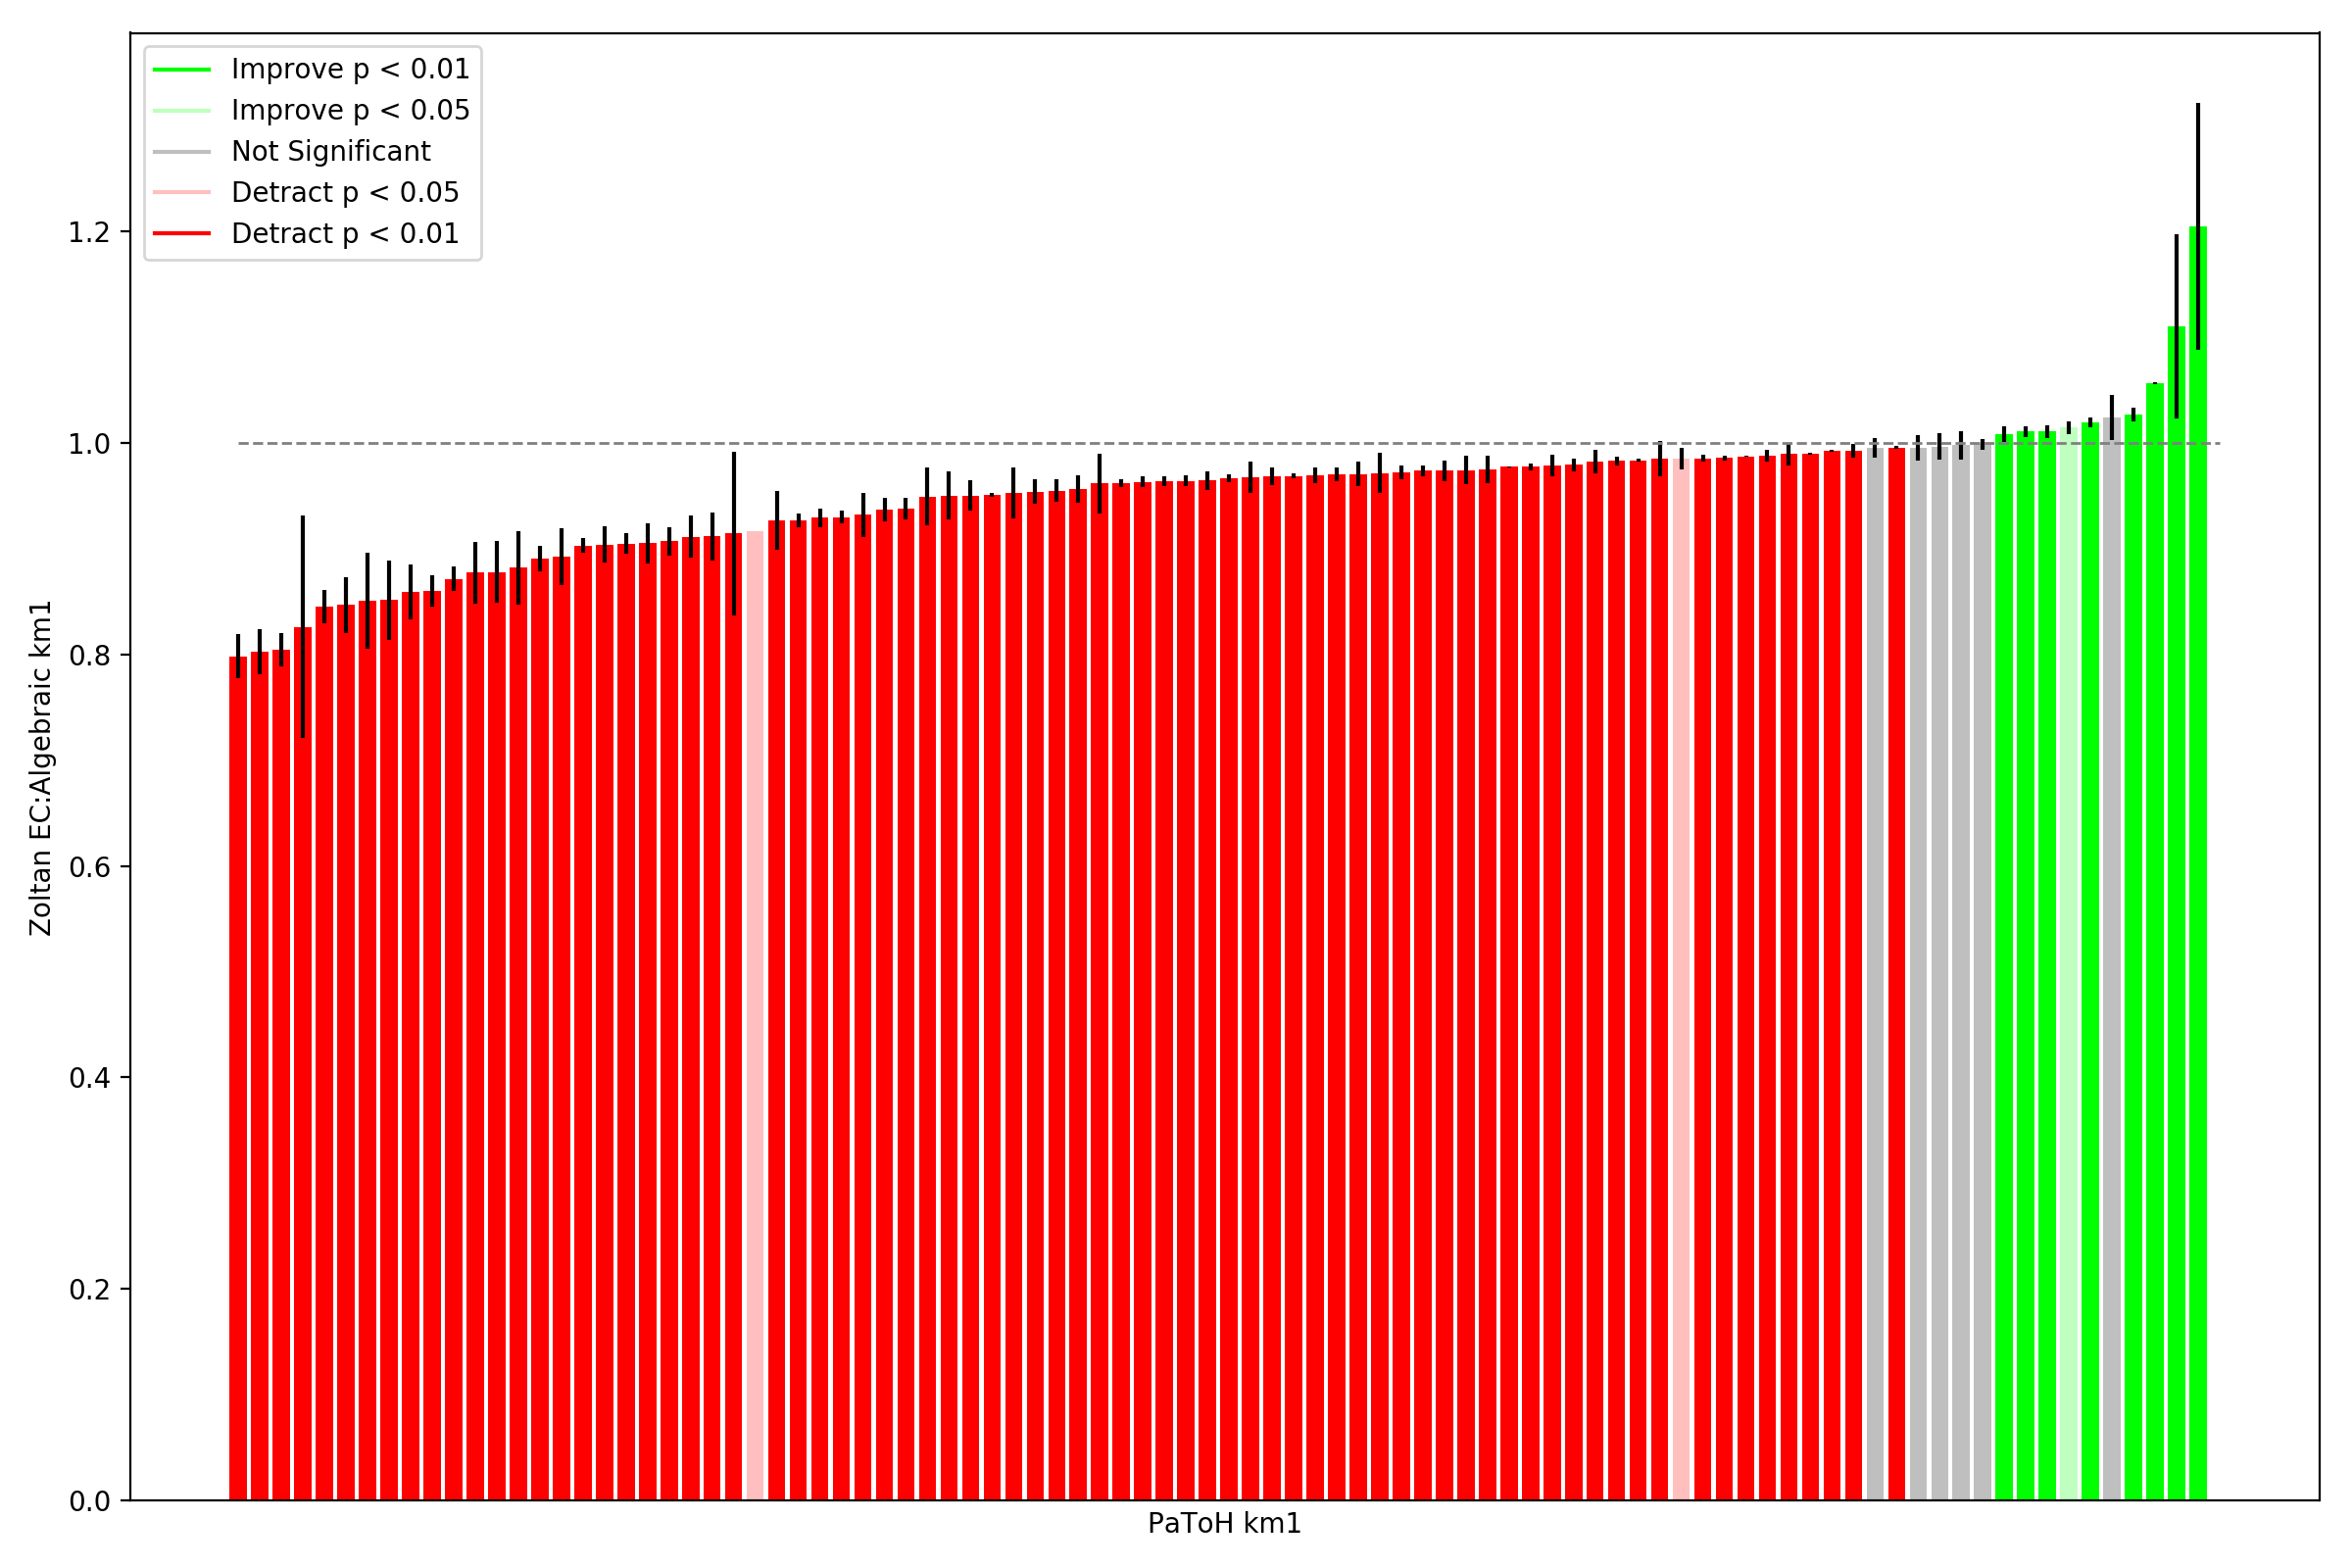 Improve p < 0.01
Improve p < 0.05
Not Significant
Detract p < 0.05
Detract p < 0.01
1.2
1.0
0.8
0.6
0.4
0.2
0.0
Zoltan EC:Algebraic km1
PaToH km1